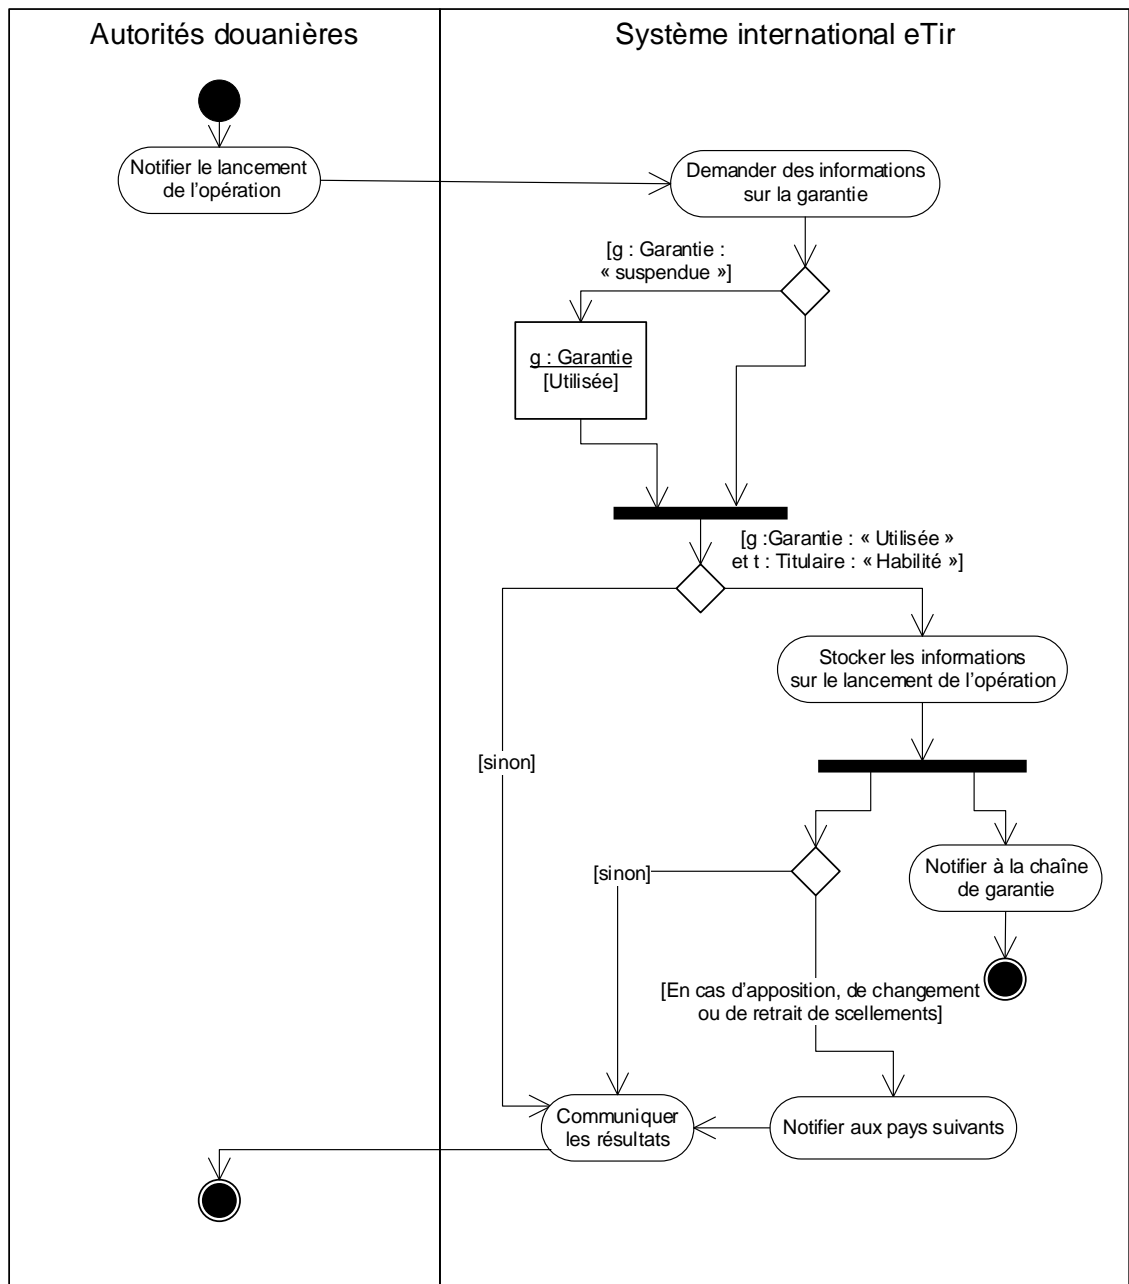 Autorités douanières
Système international eTir
Notifier le lancement
de l’opération
Demander des informations
sur la garantie
[g : Garantie :
« suspendue »]
g : Garantie
[Utilisée]
[g :Garantie : « Utilisée »
et t : Titulaire : « Habilité »]
Stocker les informations
sur le lancement de l’opération
[sinon]
[sinon]
Notifier à la chaîne
de garantie
[En cas d’apposition, de changement
ou de retrait de scellements]
Communiquer
les résultats
Notifier aux pays suivants